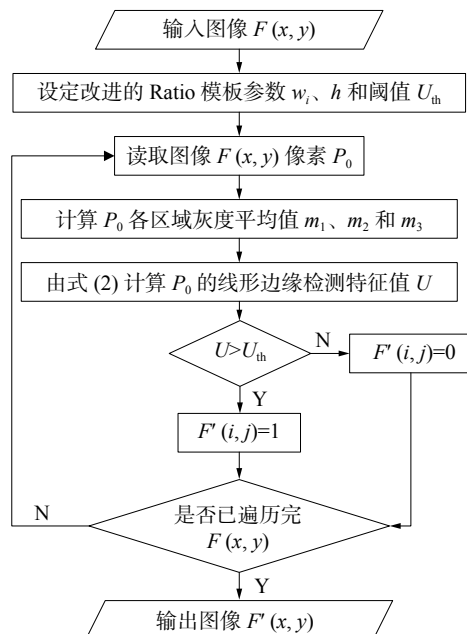 输入图像 F (x, y)
设定改进的 Ratio 模板参数 wᵢ、h 和阈值 Uₜₕ
读取图像 F (x, y) 像素 P₀
计算 P₀ 各区域灰度平均值 m₁、m₂ 和 m₃
由式 (2) 计算 P₀ 的线形边缘检测特征值 U
U>Uₜₕ
N
F′ (i, j)=0
Y
F′ (i, j)=1
N
是否已遍历完
F (x, y)
Y
输出图像 F′ (x, y)